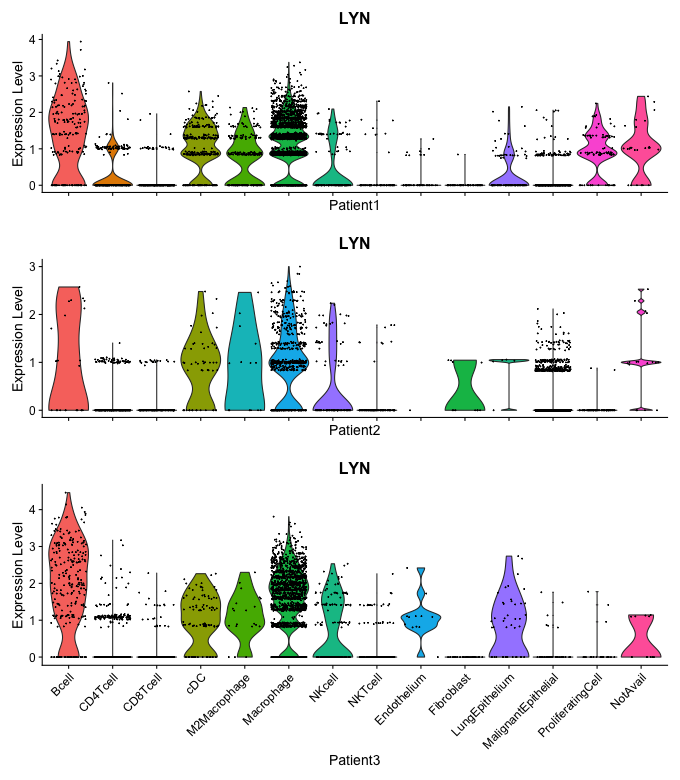 LYN
Expression Level
4
3
2
1
0
Patient1
LYN
Expression Level
3
2
1
0
Patient2
LYN
Expression Level
4
3
2
1
0
Bcell
CD4Tcell
CD8Tcell
cDC
M2Macrophage
Macrophage
NKcell
NKTcell
Endothelium
Fibroblast
LungEpithelium
MalignantEpithelial
ProliferatingCell
NotAvail
Patient3